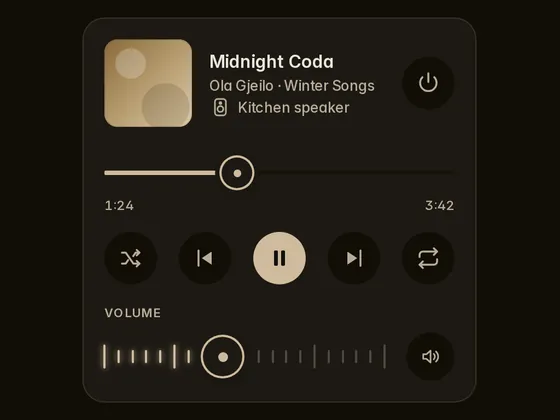 Midnight Coda
Ola Gjeilo · Winter Songs
Kitchen speaker
1:24
3:42
VOLUME